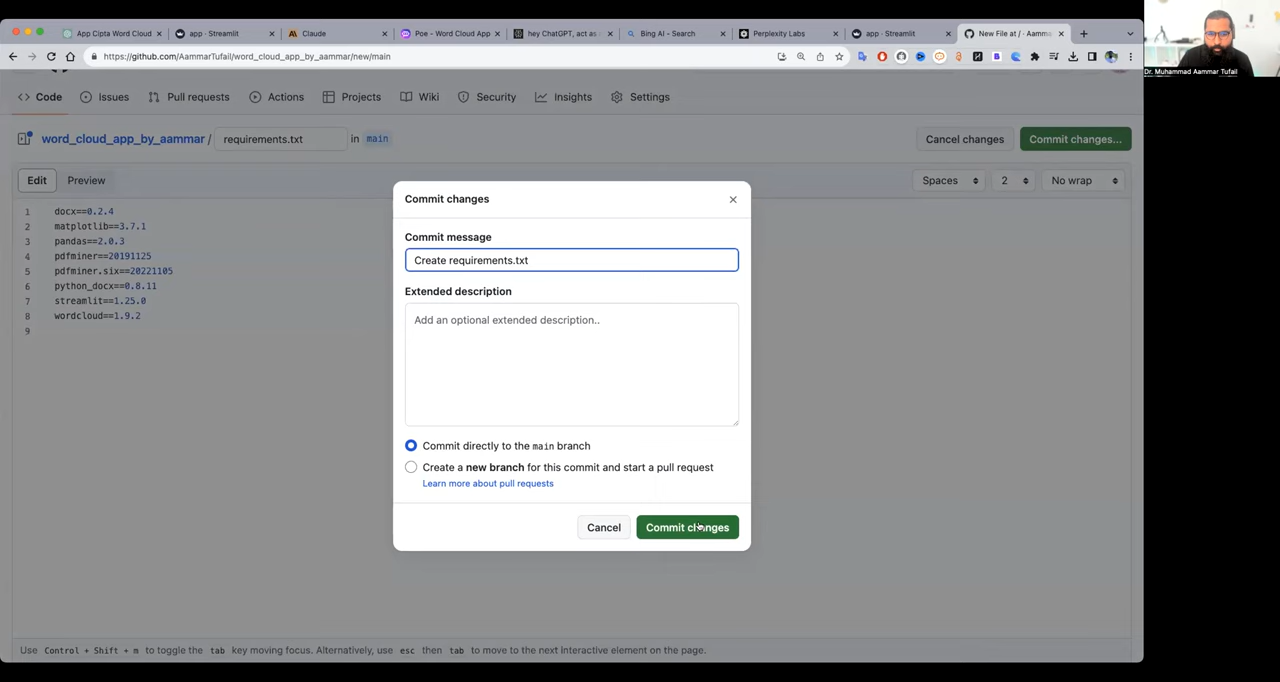 App Cipta Word Cloud
app · Streamlit
Claude
Poe - Word Cloud App
hey ChatGPT, act as
Bing AI - Search
Perplexity Labs
app · Streamlit
New File at / · Aamma
https://github.com/AammarTufail/word_cloud_app_by_aammar/new/main
Dr. Muhammad Aammar Tufail
Code
Issues
Pull requests
Actions
Projects
Wiki
Security
Insights
Settings
word_cloud_app_by_aammar / requirements.txt in main
Cancel changes
Commit changes...
Edit
Preview
Spaces
2
No wrap
1 docx==0.2.4
2 matplotlib==3.7.1
3 pandas==2.0.3
4 pdfminer==20191125
5 pdfminer.six==20221105
6 python_docx==0.8.11
7 streamlit==1.25.0
8 wordcloud==1.9.2
9
Commit changes
Commit message
Create requirements.txt
Extended description
Add an optional extended description..
Commit directly to the main branch
Create a new branch for this commit and start a pull request
Learn more about pull requests
Cancel
Commit changes
Use Control + Shift + m to toggle the tab key moving focus. Alternatively, use esc then tab to move to the next interactive element on the page.